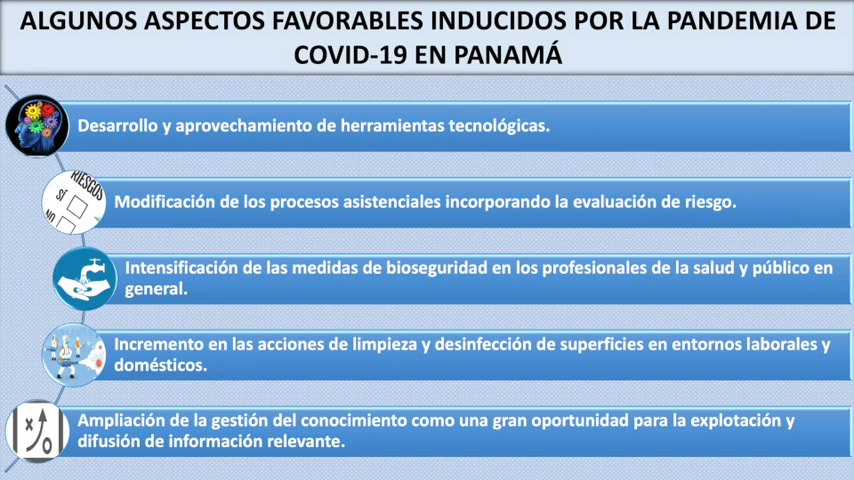 ALGUNOS ASPECTOS FAVORABLES INDUCIDOS POR LA PANDEMIA DE
COVID-19 EN PANAMÁ
Desarrollo y aprovechamiento de herramientas tecnológicas.
RIESGOS
SÍ
NO
Modificación de los procesos asistenciales incorporando la evaluación de riesgo.
Intensificación de las medidas de bioseguridad en los profesionales de la salud y público en
general.
Incremento en las acciones de limpieza y desinfección de superficies en entornos laborales y
domésticos.
Ampliación de la gestión del conocimiento como una gran oportunidad para la explotación y
difusión de información relevante.